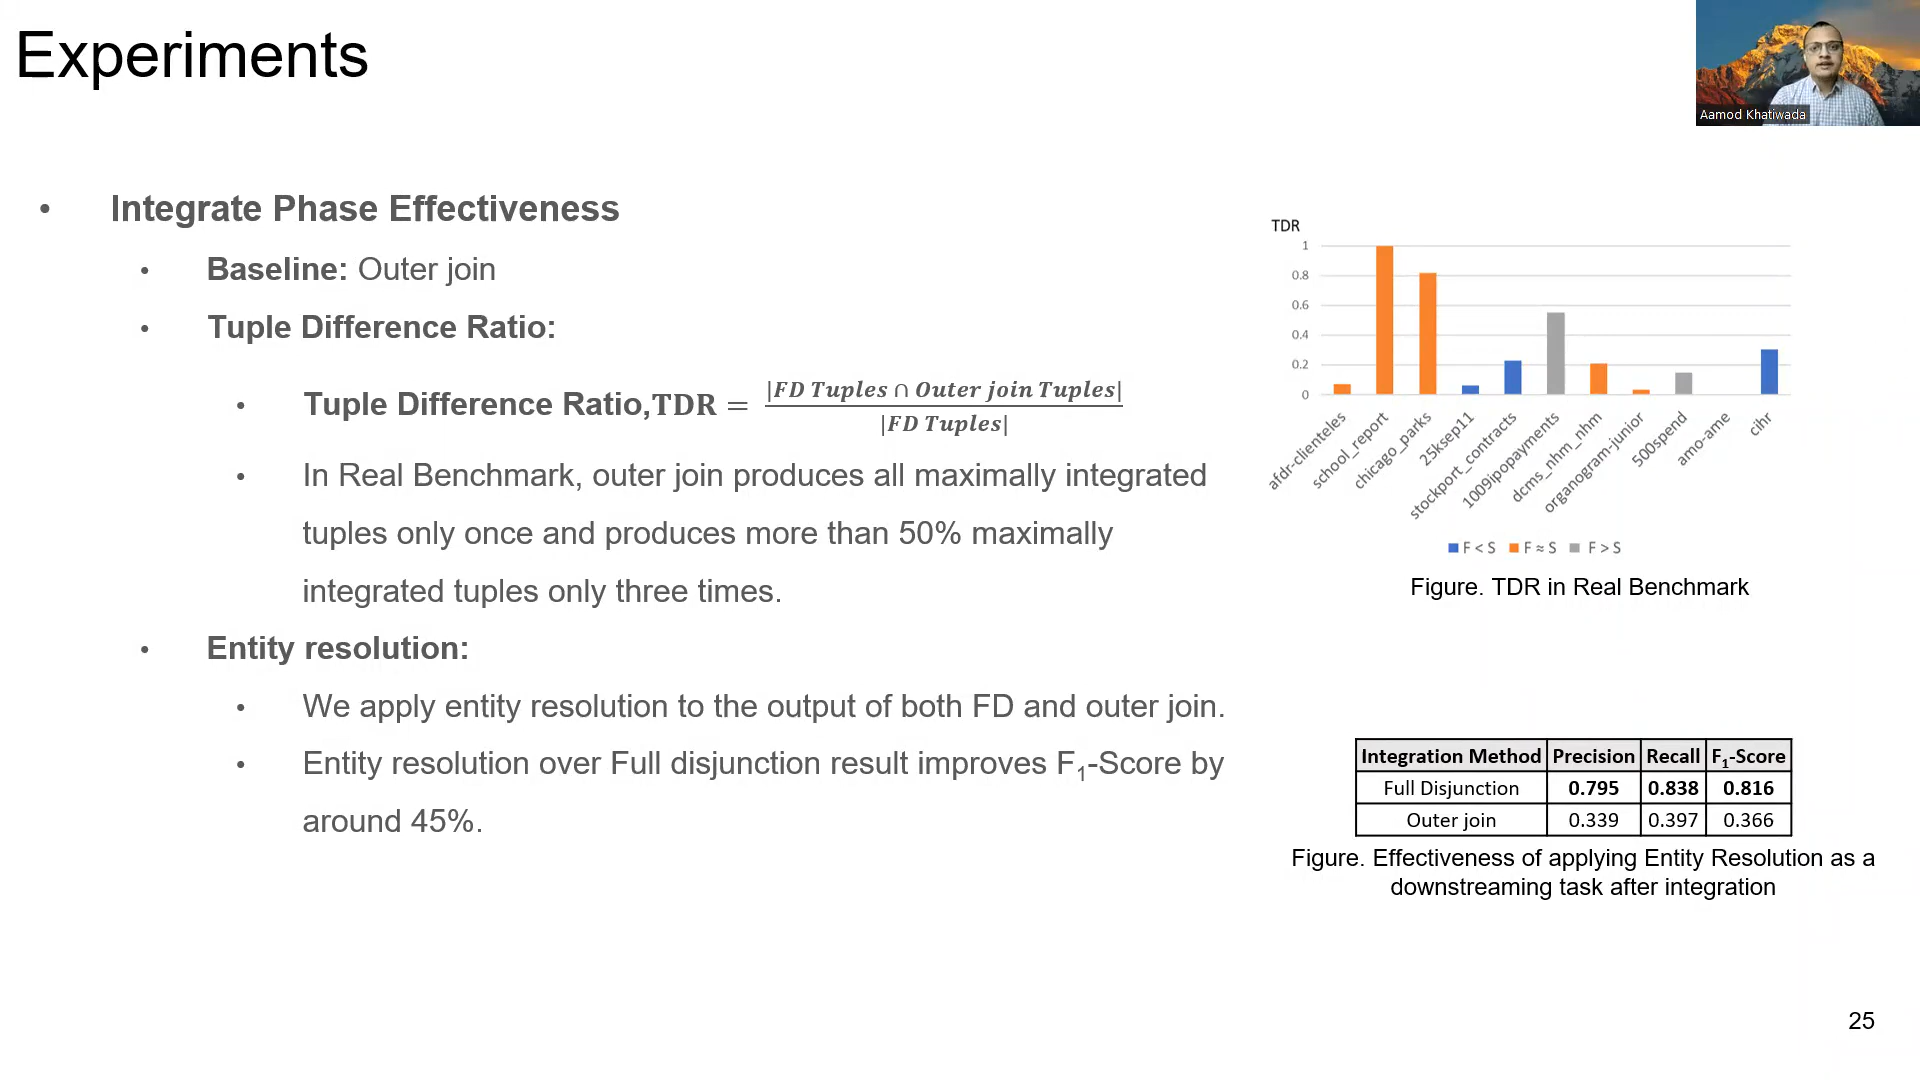 Experiments
Aamod Khatiwada
• Integrate Phase Effectiveness
• Baseline: Outer join
• Tuple Difference Ratio:
• Tuple Difference Ratio,TDR = |FD Tuples ∩ Outer join Tuples| / |FD Tuples|
• In Real Benchmark, outer join produces all maximally integrated
tuples only once and produces more than 50% maximally
integrated tuples only three times.
• Entity resolution:
• We apply entity resolution to the output of both FD and outer join.
• Entity resolution over Full disjunction result improves F1-Score by
around 45%.
TDR
1
0.8
0.6
0.4
0.2
0
afdr-clienteles
school_report
chicago_parks
25ksep11
stockport_contracts
1009ipopayments
dcms_nhm_nhm
organogram-junior
500spend
amo-ame
cihr
F < S F ≈ S F > S
Figure. TDR in Real Benchmark
Integration Method Precision Recall F1-Score
Full Disjunction 0.795 0.838 0.816
Outer join 0.339 0.397 0.366
Figure. Effectiveness of applying Entity Resolution as a
downstreaming task after integration
25